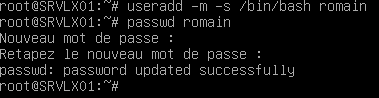 root@SRVLX01:~# useradd -m -s /bin/bash romain
root@SRVLX01:~# passwd romain
Nouveau mot de passe :
Retapez le nouveau mot de passe :
passwd: password updated successfully
root@SRVLX01:~#